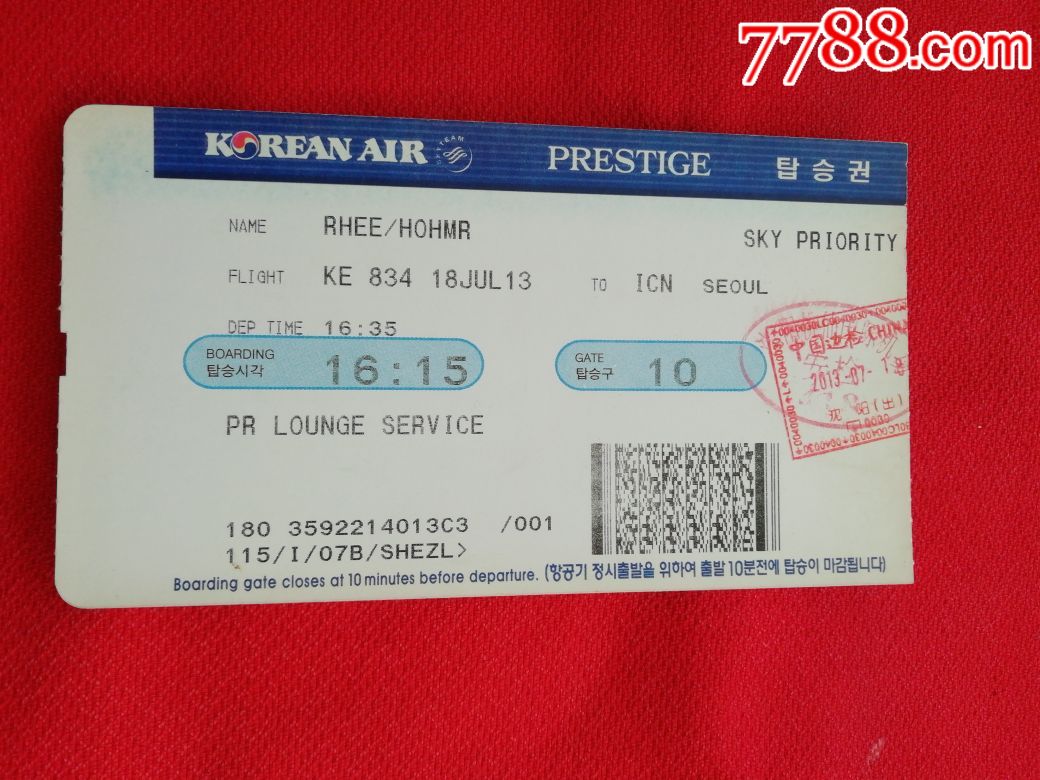 7788.com
KOREAN AIR SKYTEAM PRESTIGE 탑승권
NAME RHEE/HOHMR SKY PRIORITY
FLIGHT KE 834 18JUL13 TO ICN SEOUL
DEP TIME 16:35
BOARDING
탑승시각 16:15
GATE
탑승구 10
中国边检 CHINA
2013-07-1
PR LOUNGE SERVICE
180 3592214013C3 /001
115/I/07B/SHEZL>
Boarding gate closes at 10 minutes before departure. (항공기 정시출발을 위하여 출발 10분전에 탑승이 마감됩니다)